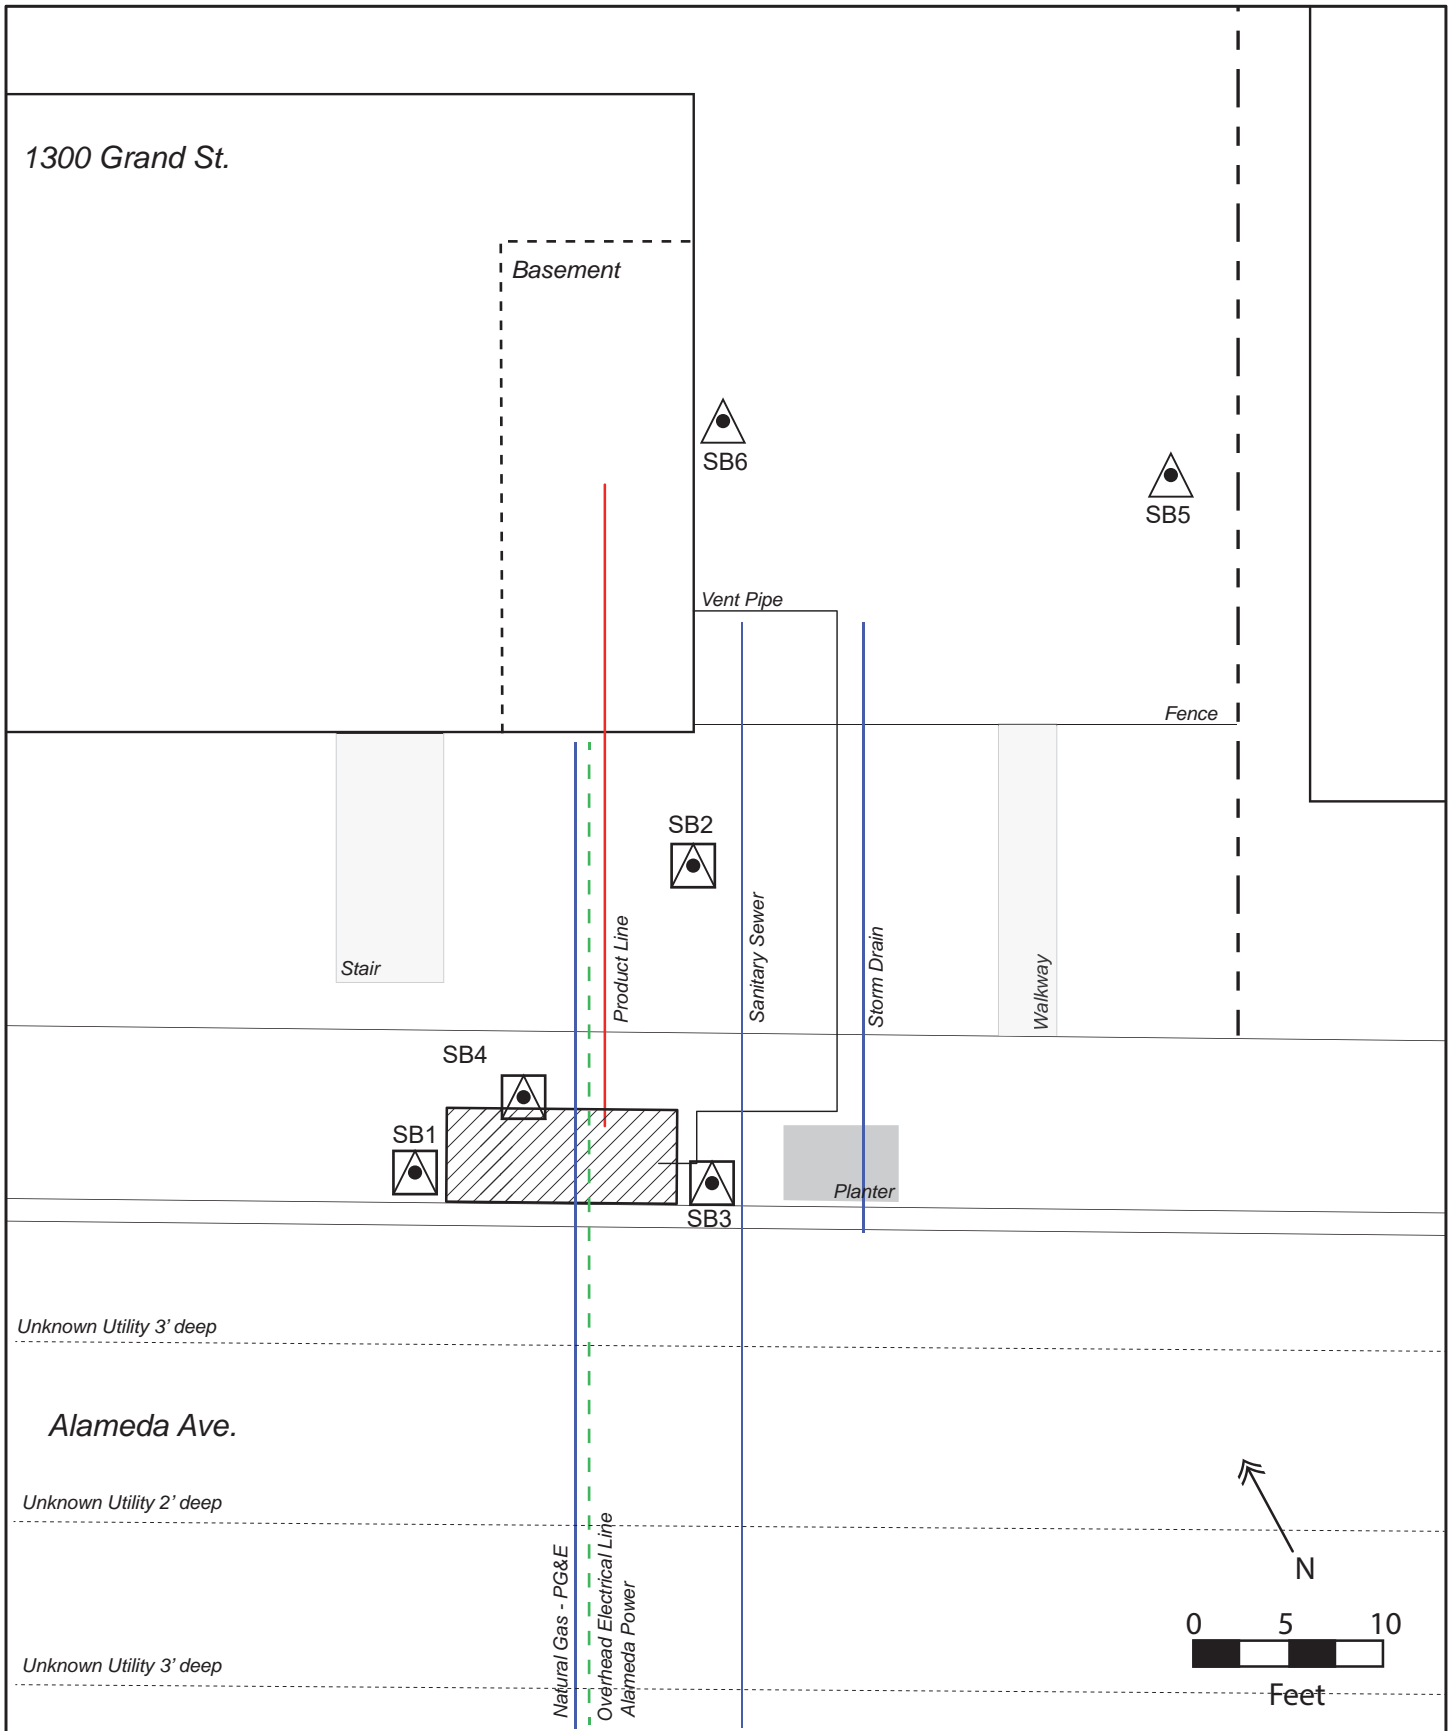 1300 Grand St.
Basement
SB6
SB5
Vent Pipe
Fence
SB2
Stair
Product Line
Sanitary Sewer
Storm Drain
Walkway
SB4
SB1
SB3
Planter
Unknown Utility 3’ deep
Alameda Ave.
Unknown Utility 2’ deep
Natural Gas - PG&E
Overhead Electrical Line
Alameda Power
N
0 5 10
Feet
Unknown Utility 3’ deep